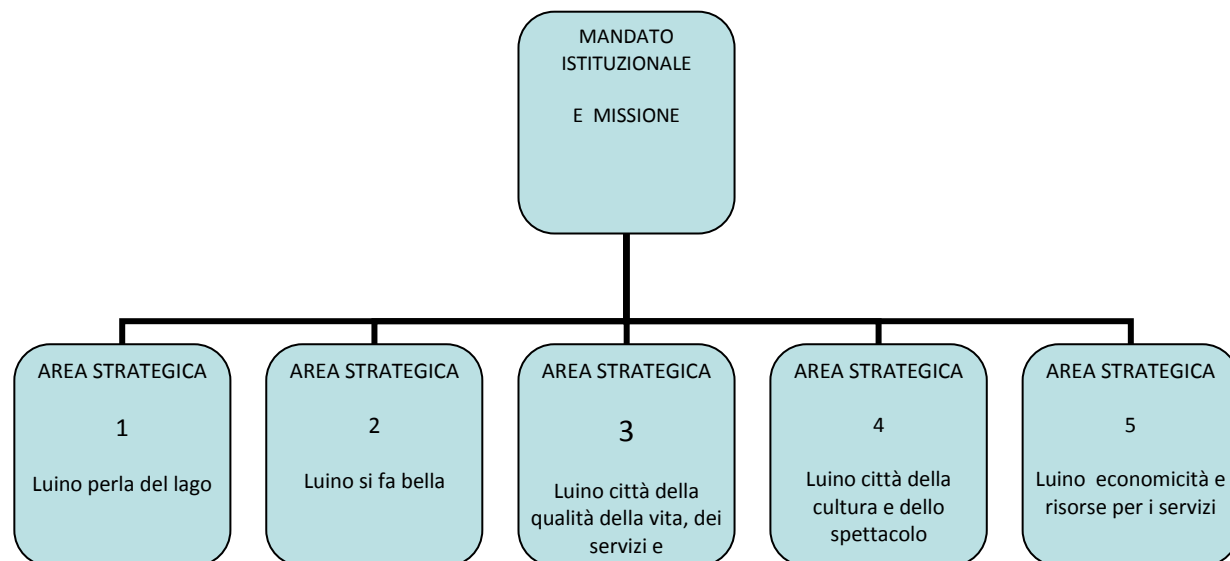 MANDATO
ISTITUZIONALE
E MISSIONE
AREA STRATEGICA
1
Luino perla del lago
AREA STRATEGICA
2
Luino si fa bella
AREA STRATEGICA
3
Luino città della
qualità della vita, dei
servizi e
AREA STRATEGICA
4
Luino città della
cultura e dello
spettacolo
AREA STRATEGICA
5
Luino economicità e
risorse per i servizi